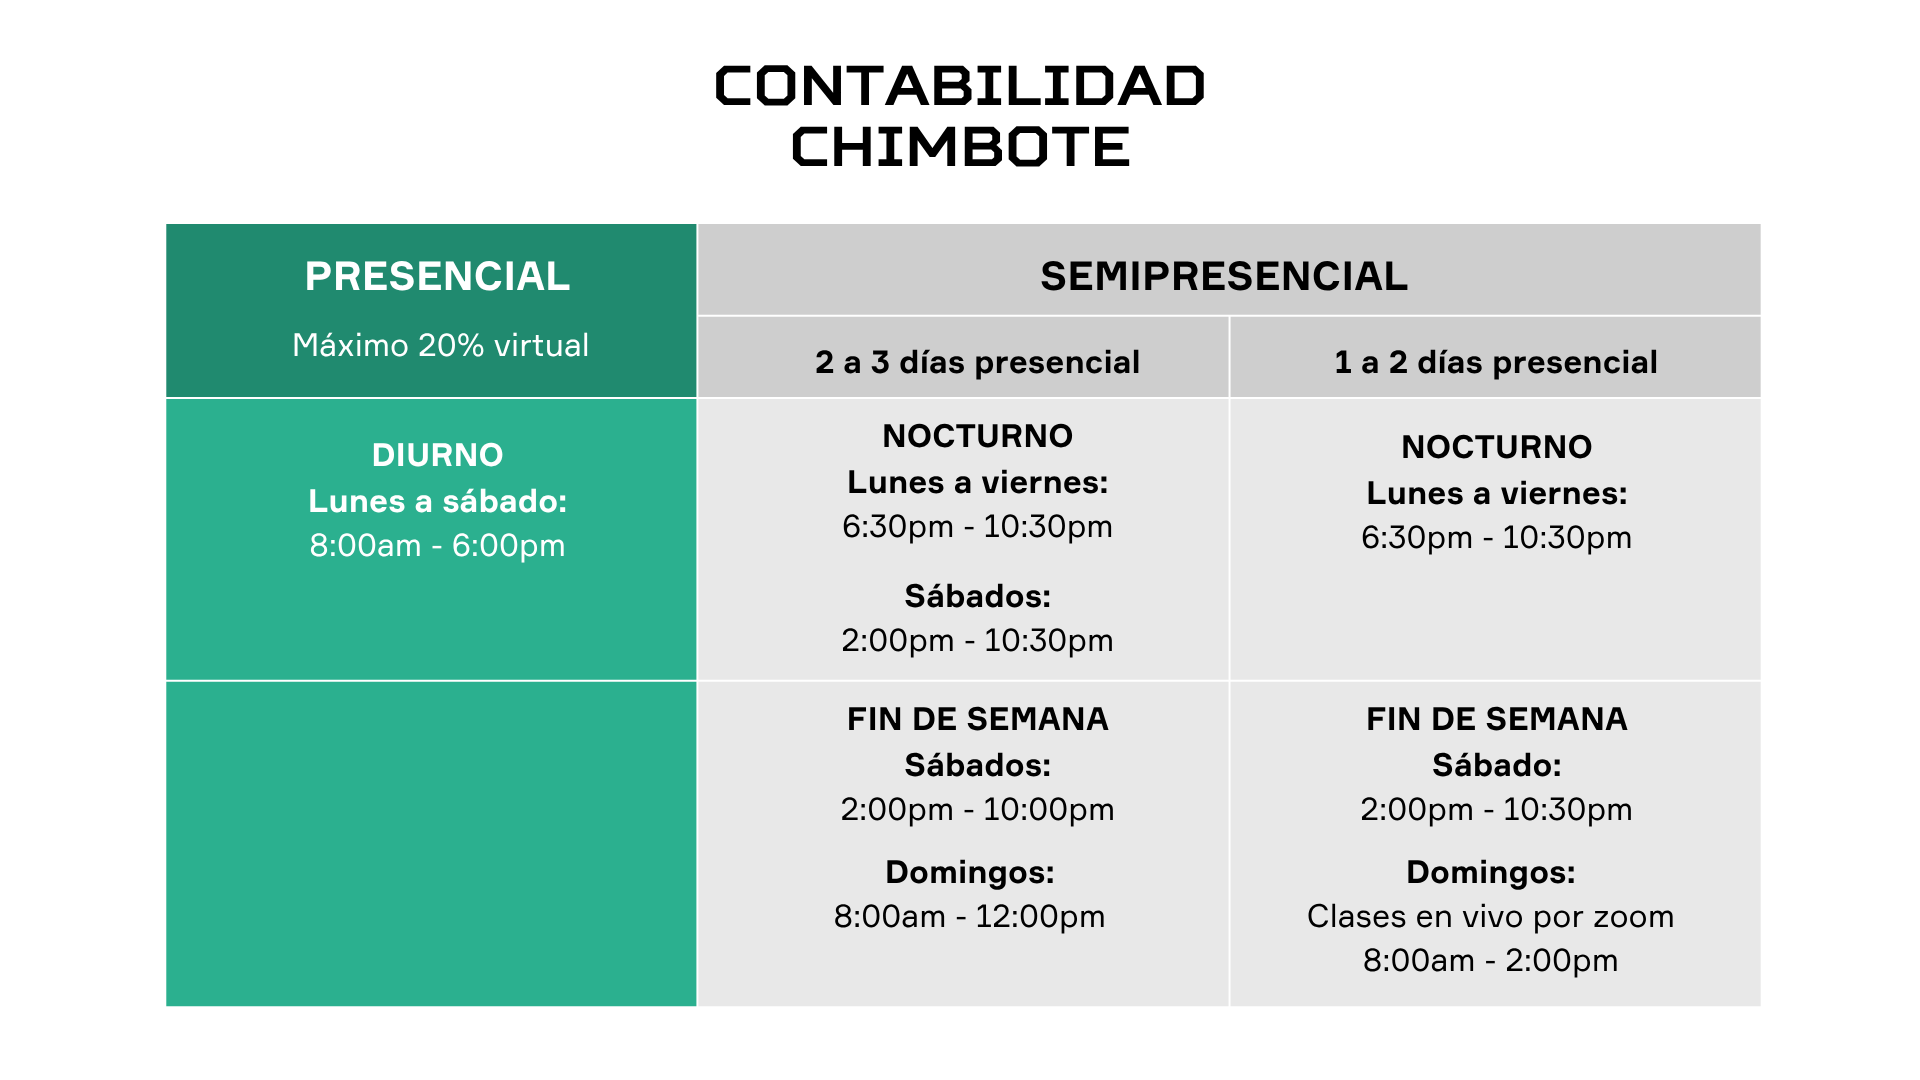 CONTABILIDAD
CHIMBOTE
PRESENCIAL
Máximo 20% virtual
SEMIPRESENCIAL
2 a 3 días presencial
1 a 2 días presencial
DIURNO
Lunes a sábado:
8:00am - 6:00pm
NOCTURNO
Lunes a viernes:
6:30pm - 10:30pm
Sábados:
2:00pm - 10:30pm
NOCTURNO
Lunes a viernes:
6:30pm - 10:30pm
FIN DE SEMANA
Sábados:
2:00pm - 10:00pm
Domingos:
8:00am - 12:00pm
FIN DE SEMANA
Sábado:
2:00pm - 10:30pm
Domingos:
Clases en vivo por zoom
8:00am - 2:00pm